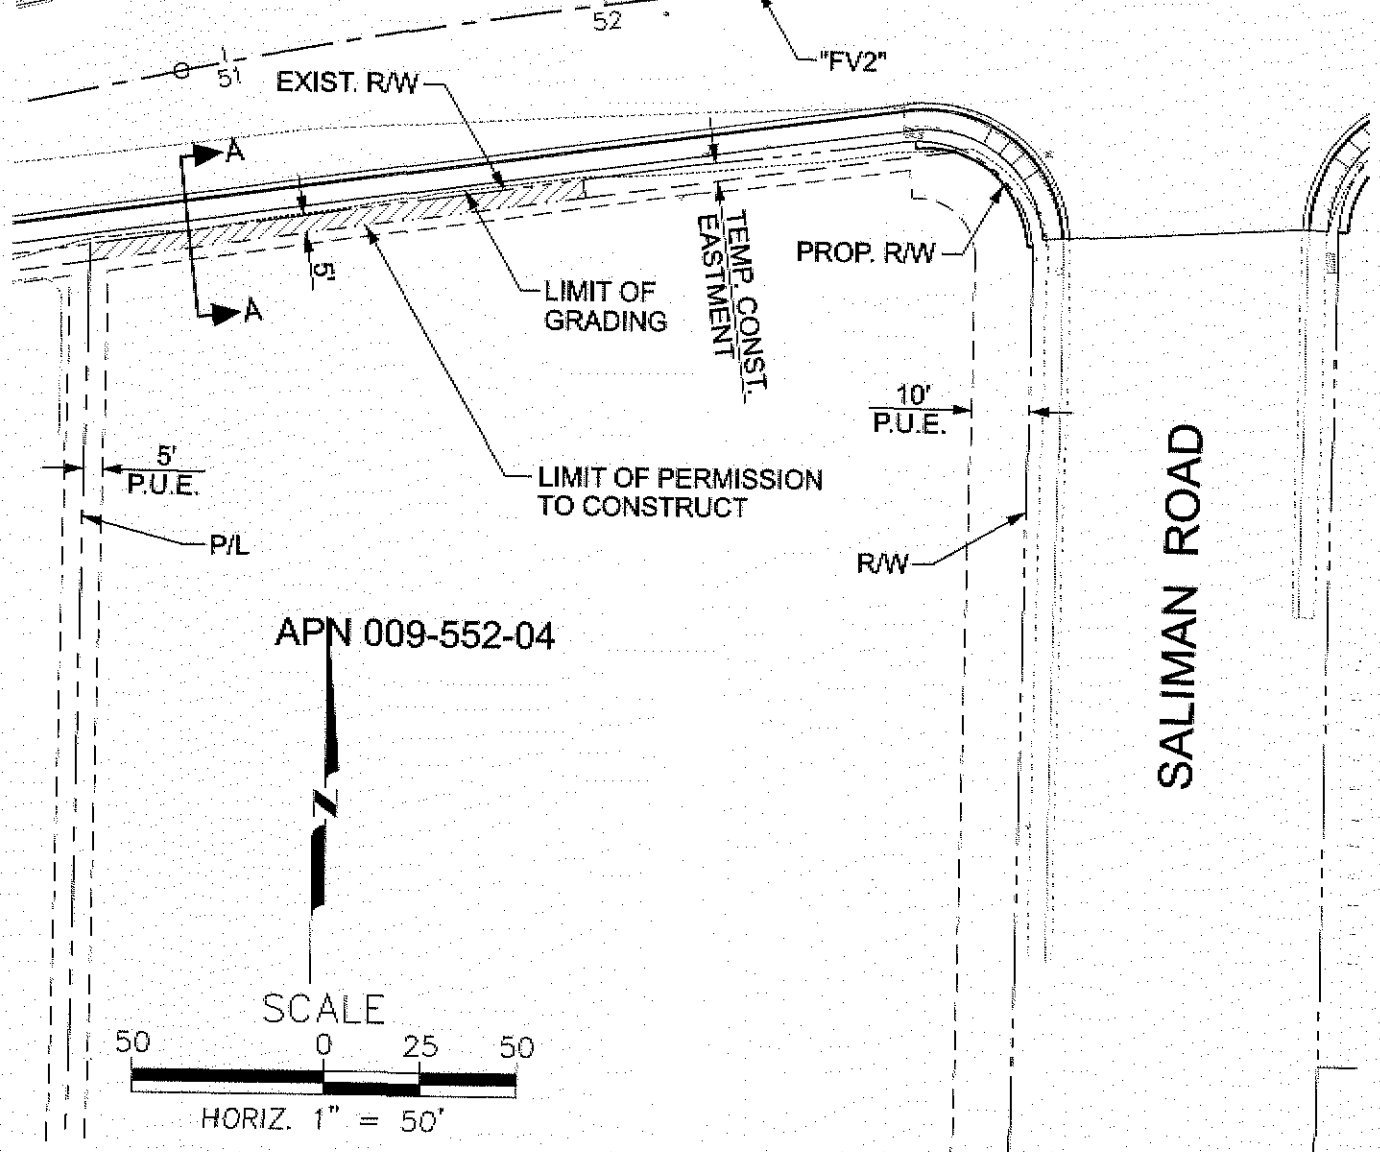 52
"FV2"
51
EXIST. R/W
A
A
5'
TEMP. CONST.
EASTMENT
PROP. R/W
LIMIT OF
GRADING
10'
P.U.E.
5'
P.U.E.
LIMIT OF PERMISSION
TO CONSTRUCT
P/L
R/W
SALIMAN ROAD
APN 009-552-04
N
SCALE
50 0 25 50
HORIZ. 1" = 50'